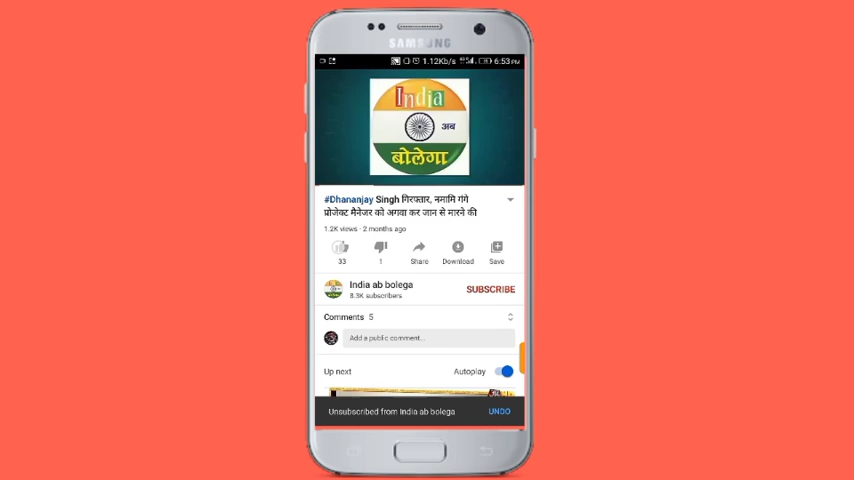 SAMSUNG
1.12Kb/s 6:53 PM
India
अब
बोलेगा
#Dhananjay Singh गिरफ्तार, नमामि गंगे
प्रोजेक्ट मैनेजर को अगवा कर जान से मारने की
1.2K views · 2 months ago
33 1 Share Download Save
India ab bolega
8.3K subscribers
SUBSCRIBE
Comments 5
Add a public comment...
Up next Autoplay
Unsubscribed from India ab bolega UNDO